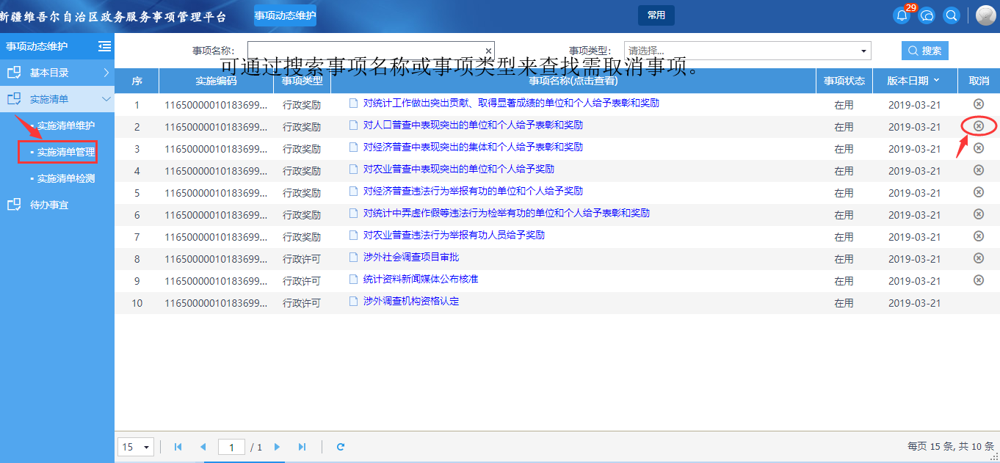 新疆维吾尔自治区政务服务事项管理平台 事项动态维护 常用 29
事项动态维护
基本目录
实施清单
实施清单维护
实施清单管理
实施清单检测
待办事宜
事项名称： × 事项类型： 请选择... 搜索
可通过搜索事项名称或事项类型来查找需取消事项。
序 实施编码 事项类型 事项名称(点击查看) 事项状态 版本日期 取消
1 11650000010183699... 行政奖励 对统计工作做出突出贡献、取得显著成绩的单位和个人给予表彰和奖励 在用 2019-03-21
2 11650000010183699... 行政奖励 对人口普查中表现突出的单位和个人给予表彰和奖励 在用 2019-03-21
3 11650000010183699... 行政奖励 对经济普查中表现突出的集体和个人给予表彰和奖励 在用 2019-03-21
4 11650000010183699... 行政奖励 对农业普查中表现突出的单位和个人给予奖励 在用 2019-03-21
5 11650000010183699... 行政奖励 对经济普查违法行为举报有功的单位和个人给予奖励 在用 2019-03-21
6 11650000010183699... 行政奖励 对统计中弄虚作假等违法行为检举有功的单位和个人给予表彰和奖励 在用 2019-03-21
7 11650000010183699... 行政奖励 对农业普查违法行为举报有功人员给予奖励 在用 2019-03-21
8 11650000010183699... 行政许可 涉外社会调查项目审批 在用 2019-03-21
9 11650000010183699... 行政许可 统计资料新闻媒体公布核准 在用 2019-03-21
10 11650000010183699... 行政许可 涉外调查机构资格认定 在用 2019-03-21
15 1 / 1 每页 15 条, 共 10 条